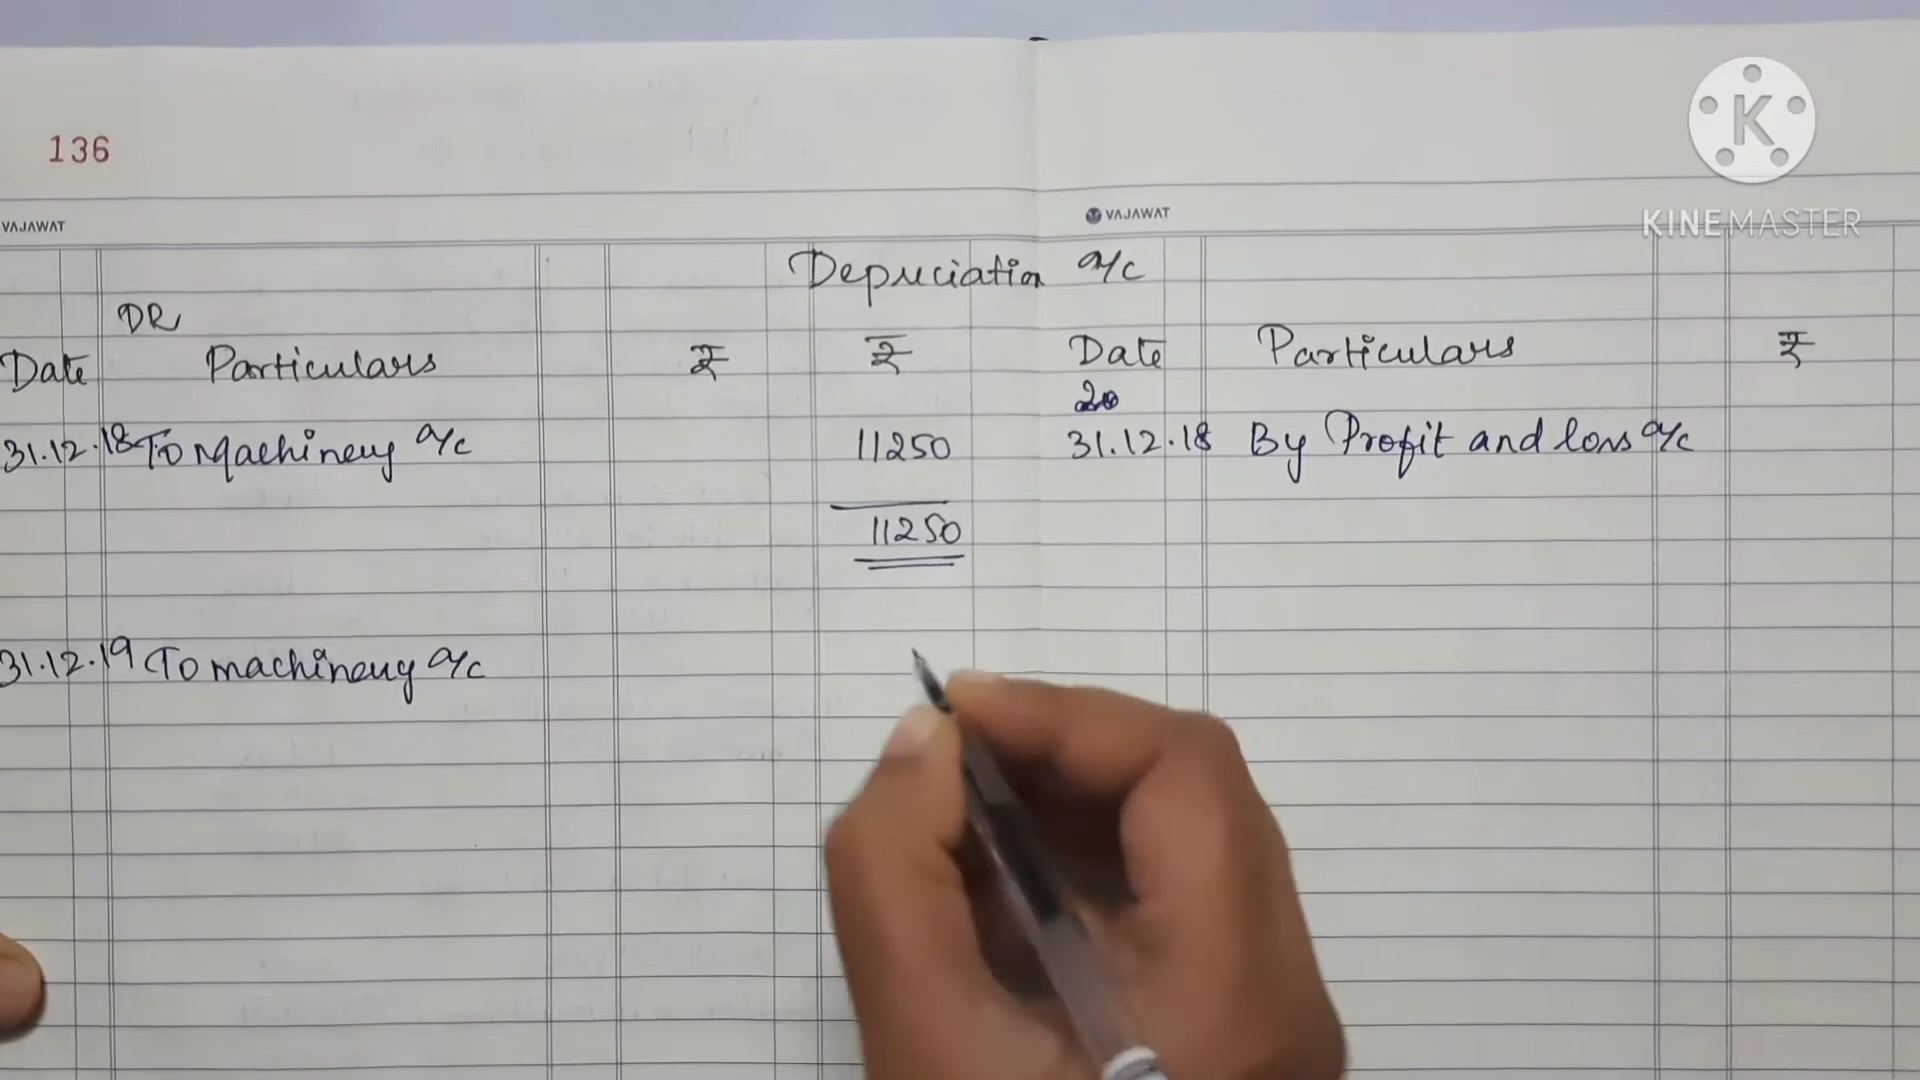 136
VAJAWAT
VAJAWAT
KINEMASTER
Depreciation a/c
DR
Date Particulars ₹ ₹ Date Particulars ₹
20
31.12.18 To Machinery a/c 11250 31.12.18 By Profit and loss a/c
11250
31.12.19 To machinery a/c